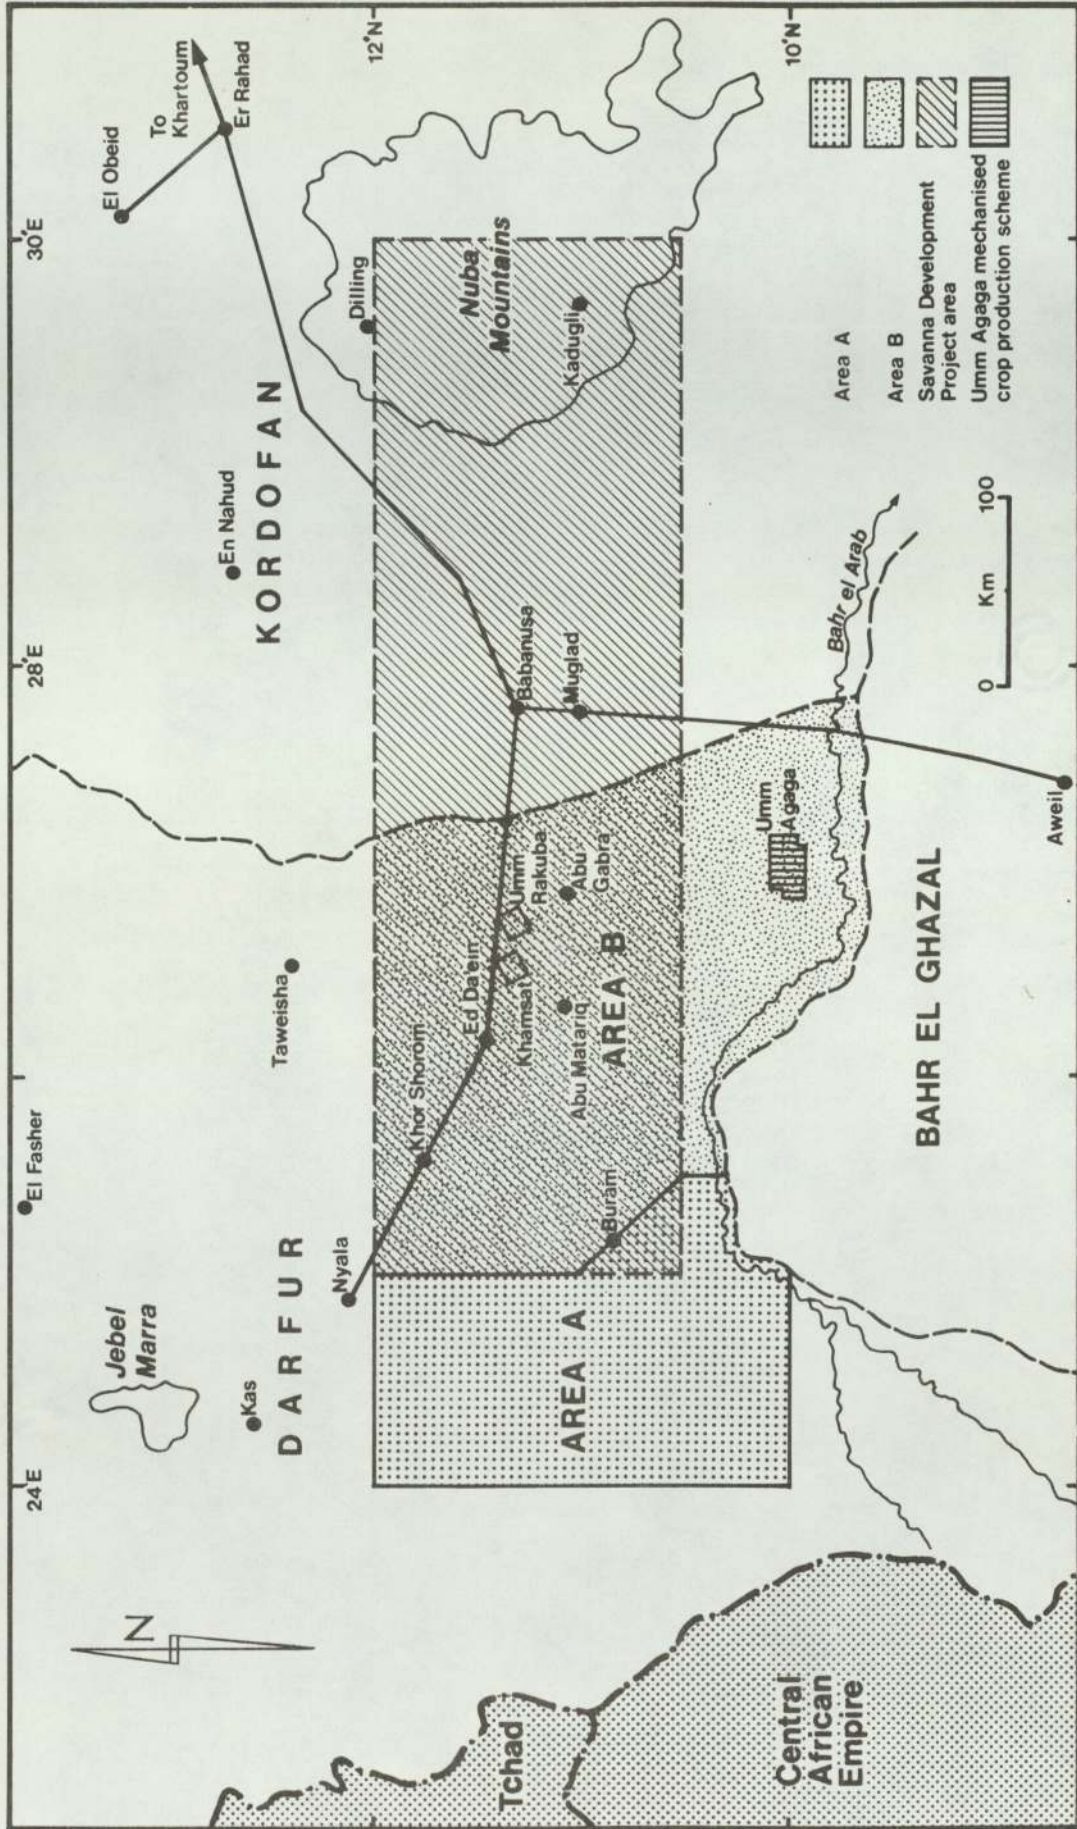 24°E
28°E
30°E
El Fasher
Jebel
Marra
Kas
DARFUR
Nyala
Taweisha
En Nahud
KORDOFAN
El Obeid
To
Khartoum
Er Rahad
12°N
Dilling
Nuba
Mountains
Kadugli
Khor Shorom
Ed Da'ein
Khamsat
Umm
Rakuba
Abu
Gabra
Abu Matariq
AREA B
Buram
AREA A
Babanusa
Muglad
N
Tchad
Central
African
Empire
10°N
Umm
Agaga
Bahr el Arab
BAHR EL GHAZAL
Aweil
0 Km 100
Area A
Area B
Savanna Development
Project area
Umm Agaga mechanised
crop production scheme